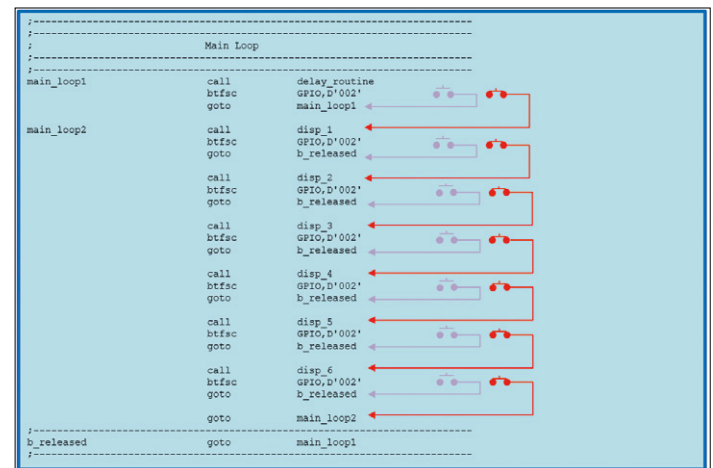 ;------------------------------------------------------------------
;------------------------------------------------------------------
; Main Loop
;------------------------------------------------------------------
;------------------------------------------------------------------
main_loop1 call delay_routine
btfsc GPIO,D'002'
goto main_loop1
main_loop2 call disp_1
btfsc GPIO,D'002'
goto b_released
call disp_2
btfsc GPIO,D'002'
goto b_released
call disp_3
btfsc GPIO,D'002'
goto b_released
call disp_4
btfsc GPIO,D'002'
goto b_released
call disp_5
btfsc GPIO,D'002'
goto b_released
call disp_6
btfsc GPIO,D'002'
goto b_released
goto main_loop2
;------------------------------------------------------------------
b_released goto main_loop1
;------------------------------------------------------------------